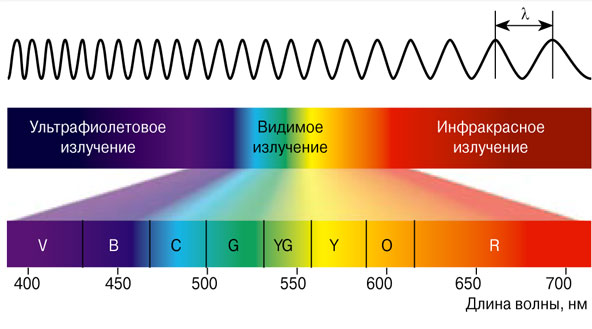 λ
Ультрафиолетовое
излучение
Видимое
излучение
Инфракрасное
излучение
V B C G YG Y O R
400 450 500 550 600 650 700
Длина волны, нм